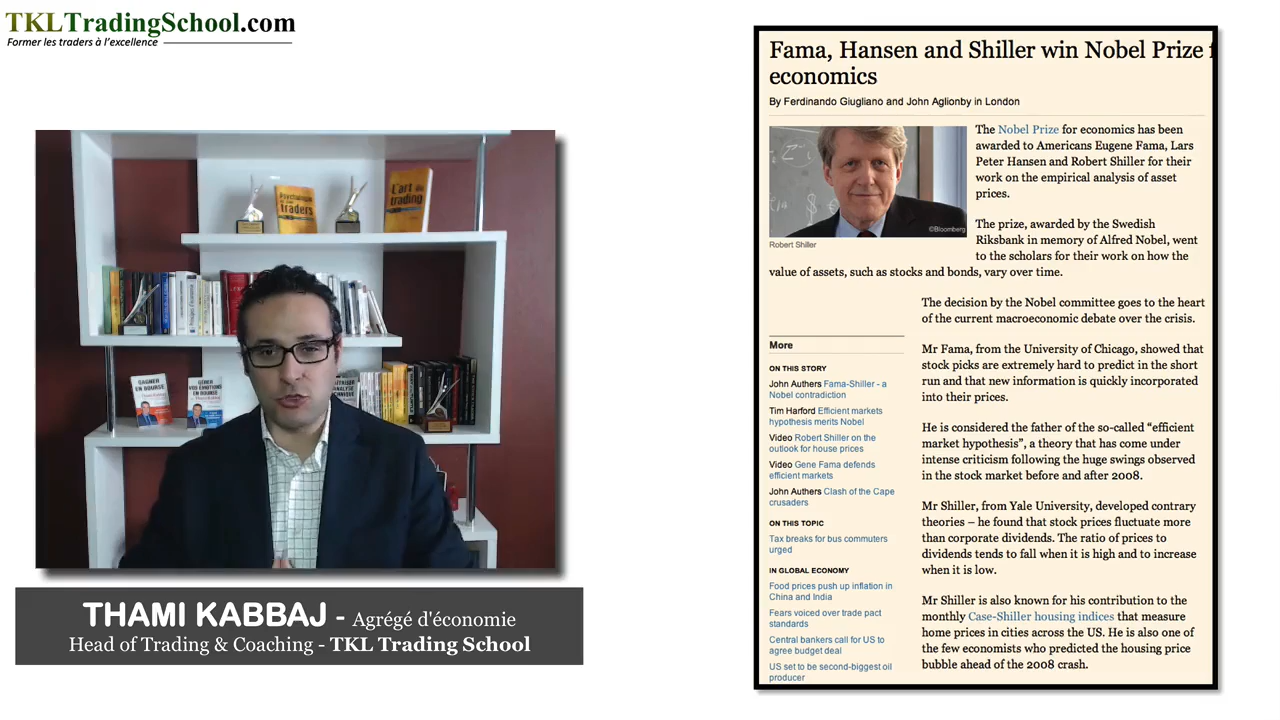 TKLTradingSchool.com
Former les traders à l'excellence
Psychologie
traders
L'art du
trading
GAGNER
EN BOURSE
GÉRER
VOS ÉMOTIONS
EN BOURSE
ANALYSE
TECHNIQUE
THAMI KABBAJ - Agrégé d'économie
Head of Trading & Coaching - TKL Trading School
Fama, Hansen and Shiller win Nobel Prize f
economics
By Ferdinando Giugliano and John Aglionby in London
©Bloomberg
Robert Shiller
The Nobel Prize for economics has been
awarded to Americans Eugene Fama, Lars
Peter Hansen and Robert Shiller for their
work on the empirical analysis of asset
prices.
The prize, awarded by the Swedish
Riksbank in memory of Alfred Nobel, went
to the scholars for their work on how the
value of assets, such as stocks and bonds, vary over time.
The decision by the Nobel committee goes to the heart
of the current macroeconomic debate over the crisis.
Mr Fama, from the University of Chicago, showed that
stock picks are extremely hard to predict in the short
run and that new information is quickly incorporated
into their prices.
He is considered the father of the so-called “efficient
market hypothesis”, a theory that has come under
intense criticism following the huge swings observed
in the stock market before and after 2008.
Mr Shiller, from Yale University, developed contrary
theories – he found that stock prices fluctuate more
than corporate dividends. The ratio of prices to
dividends tends to fall when it is high and to increase
when it is low.
Mr Shiller is also known for his contribution to the
monthly Case-Shiller housing indices that measure
home prices in cities across the US. He is also one of
the few economists who predicted the housing price
bubble ahead of the 2008 crash.
More
ON THIS STORY
John Authers Fama-Shiller - a
Nobel contradiction
Tim Harford Efficient markets
hypothesis merits Nobel
Video Robert Shiller on the
outlook for house prices
Video Gene Fama defends
efficient markets
John Authers Clash of the Cape
crusaders
ON THIS TOPIC
Tax breaks for bus commuters
urged
IN GLOBAL ECONOMY
Food prices push up inflation in
China and India
Fears voiced over trade pact
standards
Central bankers call for US to
agree budget deal
US set to be second-biggest oil
producer